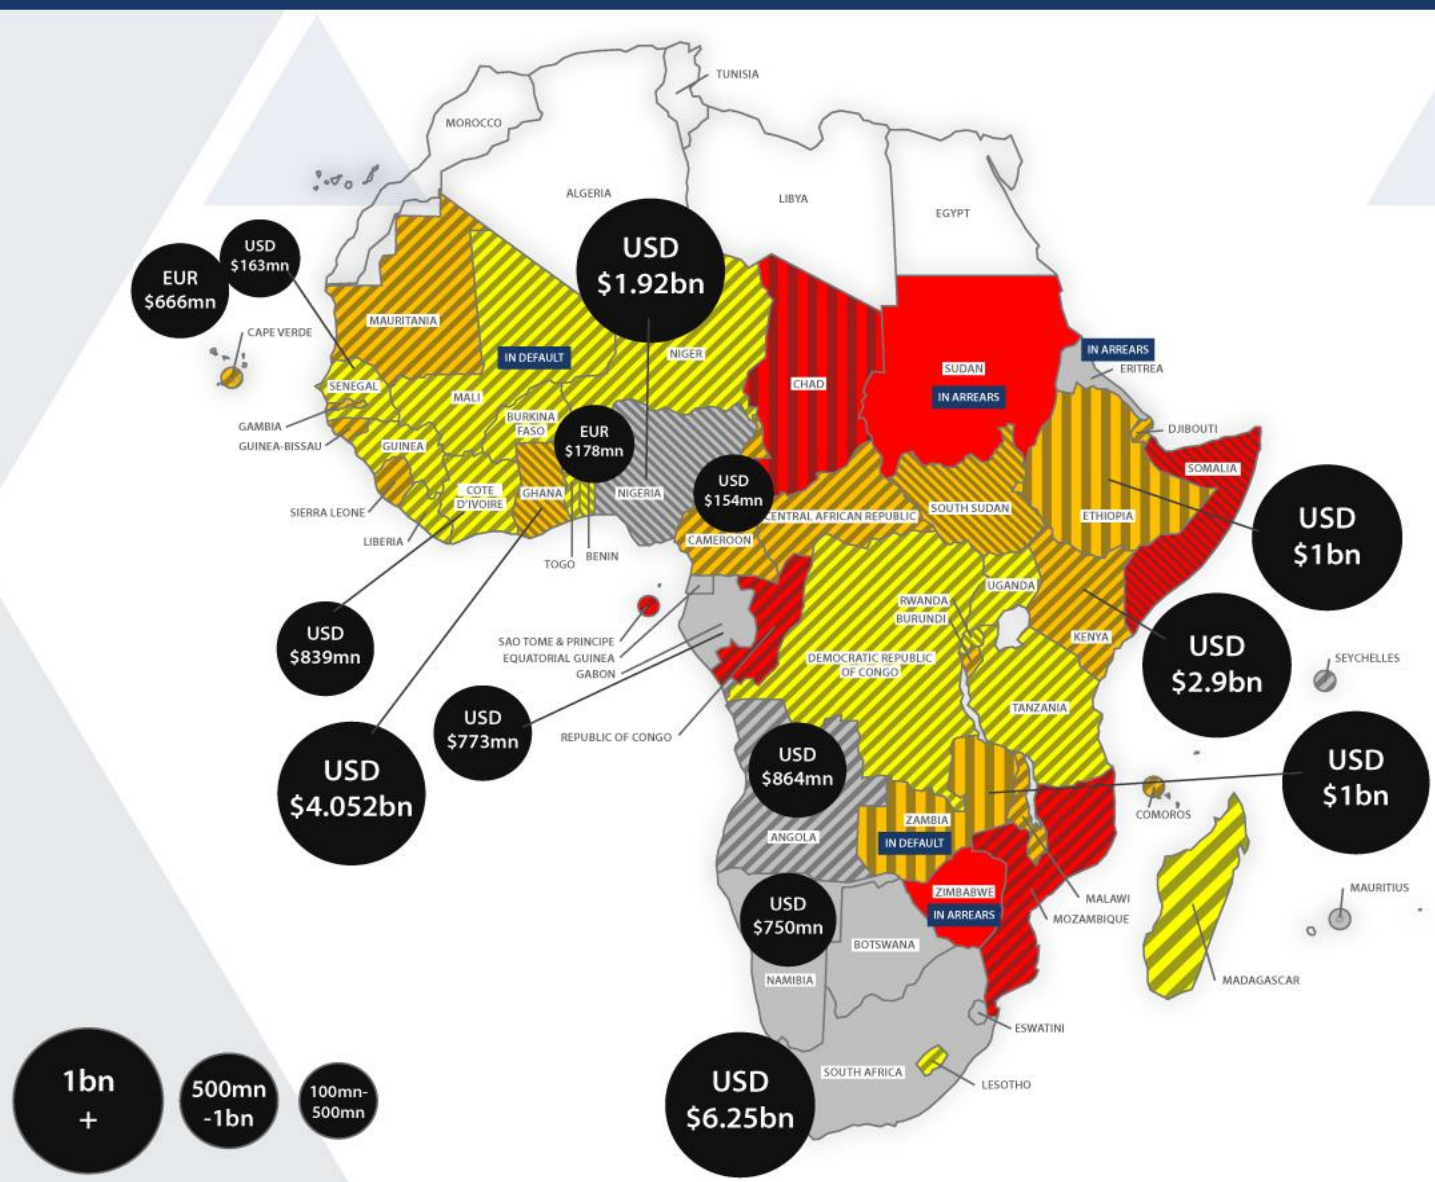 TUNISIA
MOROCCO
ALGERIA
LIBYA
EGYPT
USD
$1.92bn
USD
$163mn
EUR
$666mn
CAPE VERDE
MAURITANIA
IN DEFAULT
NIGER
CHAD
SUDAN
IN ARREARS
IN ARREARS
ERITREA
SENEGAL
MALI
BURKINA
FASO
GAMBIA
GUINEA-BISSAU
GUINEA
EUR
$178mn
DJIBOUTI
SOMALIA
COTE
D'IVOIRE
GHANA
NIGERIA
USD
$154mn
CENTRAL AFRICAN REPUBLIC
SOUTH SUDAN
ETHIOPIA
USD
$1bn
SIERRA LEONE
LIBERIA
TOGO
BENIN
CAMEROON
UGANDA
RWANDA
BURUNDI
KENYA
USD
$839mn
SAO TOME & PRINCIPE
EQUATORIAL GUINEA
GABON
DEMOCRATIC REPUBLIC
OF CONGO
USD
$2.9bn
SEYCHELLES
TANZANIA
USD
$773mn
REPUBLIC OF CONGO
USD
$4.052bn
USD
$864mn
USD
$1bn
ANGOLA
ZAMBIA
IN DEFAULT
COMOROS
ZIMBABWE
IN ARREARS
MALAWI
MOZAMBIQUE
MAURITIUS
USD
$750mn
BOTSWANA
NAMIBIA
MADAGASCAR
ESWATINI
SOUTH AFRICA
LESOTHO
USD
$6.25bn
1bn
+
500mn
-1bn
100mn-
500mn